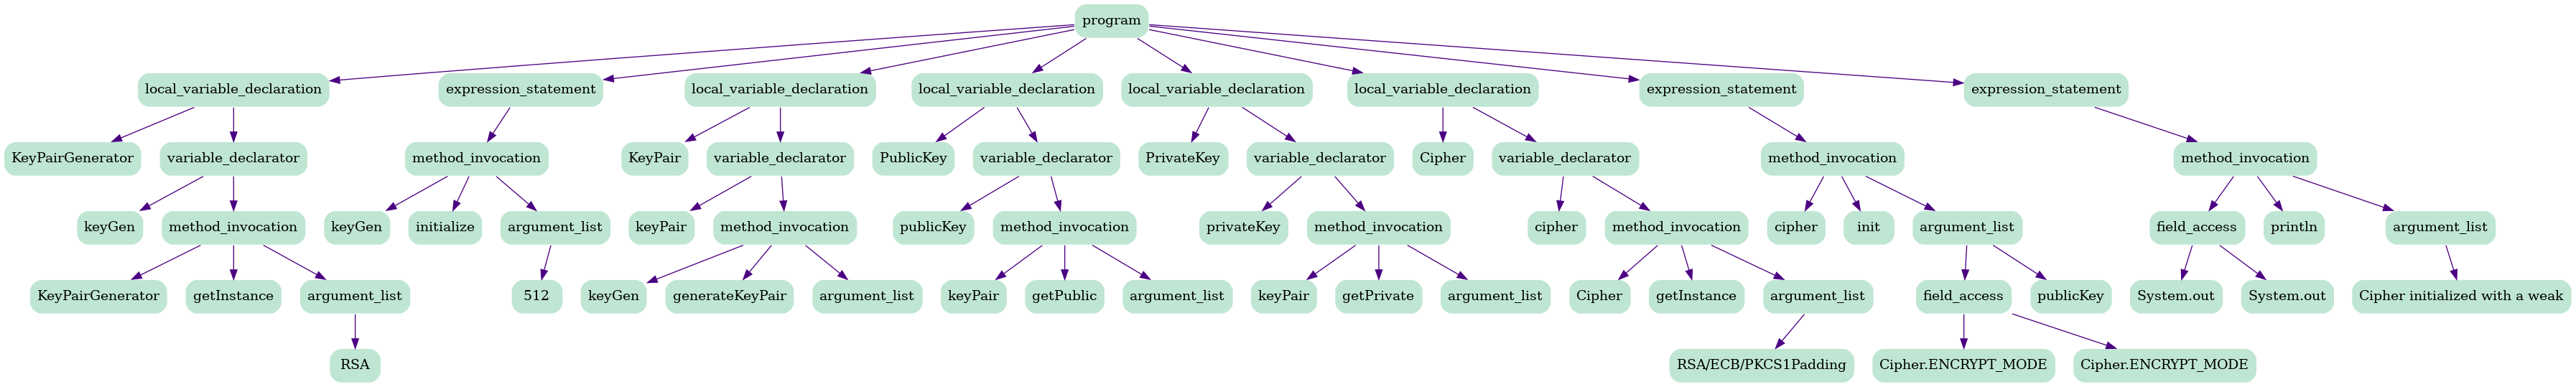 program
local_variable_declaration
expression_statement
local_variable_declaration
local_variable_declaration
local_variable_declaration
local_variable_declaration
expression_statement
expression_statement
KeyPairGenerator
variable_declarator
method_invocation
KeyPair
variable_declarator
PublicKey
variable_declarator
PrivateKey
variable_declarator
Cipher
variable_declarator
method_invocation
method_invocation
keyGen
method_invocation
keyGen
initialize
argument_list
keyPair
method_invocation
publicKey
method_invocation
privateKey
method_invocation
cipher
method_invocation
cipher
init
argument_list
field_access
println
argument_list
KeyPairGenerator
getInstance
argument_list
512
keyGen
generateKeyPair
argument_list
keyPair
getPublic
argument_list
keyPair
getPrivate
argument_list
Cipher
getInstance
argument_list
field_access
publicKey
System.out
System.out
Cipher initialized with a weak
RSA
RSA/ECB/PKCS1Padding
Cipher.ENCRYPT_MODE
Cipher.ENCRYPT_MODE